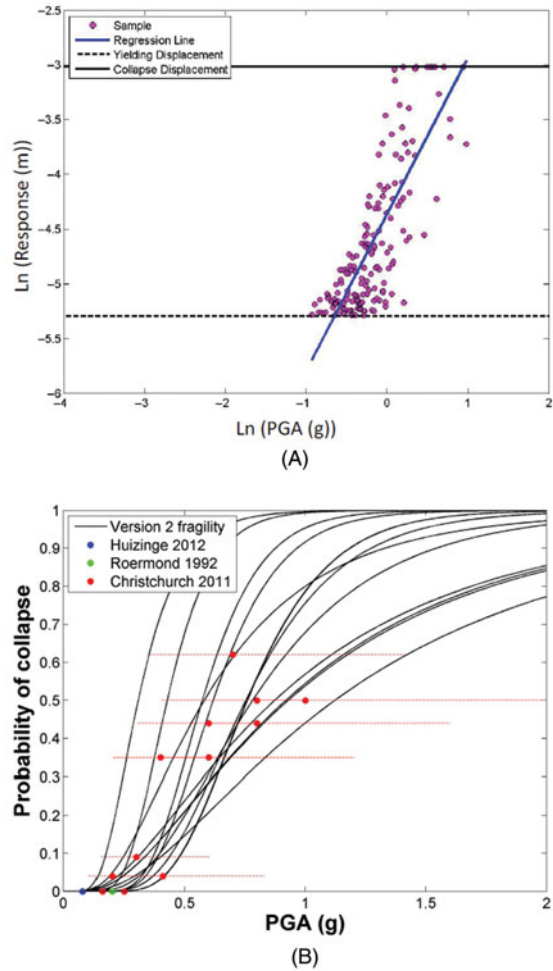 -2.5
Sample
Regression Line
Yielding Displacement
Collapse Displacement
-3
-3.5
-4
-4.5
-5
-5.5
-6
Ln (Response (m))
-4 -3 -2 -1 0 1 2
Ln (PGA (g))
(A)
1
0.9
0.8
0.7
0.6
0.5
0.4
0.3
0.2
0.1
0
Probability of collapse
Version 2 fragility
Huizinge 2012
Roermond 1992
Christchurch 2011
0 0.5 1 1.5 2
PGA (g)
(B)